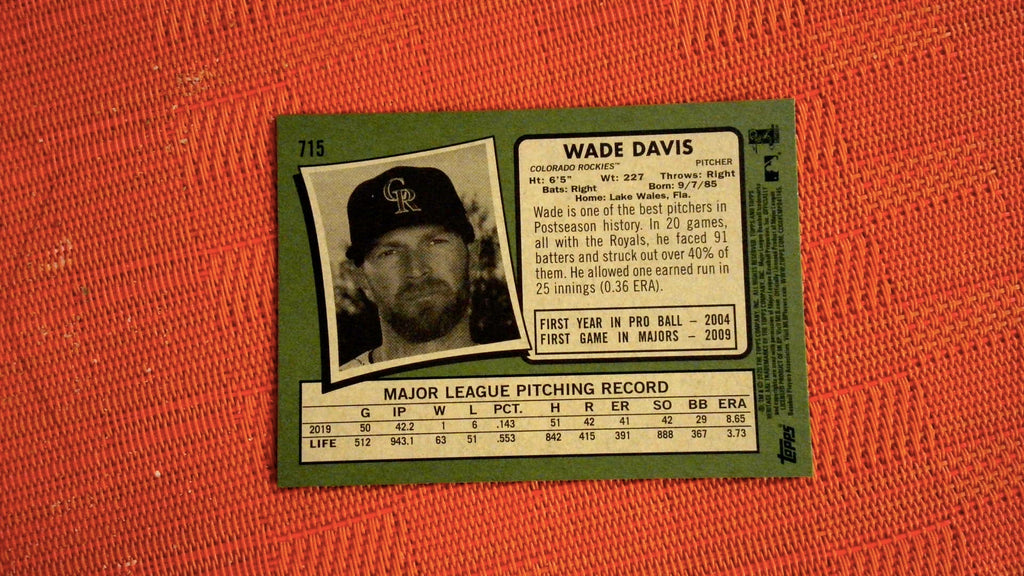 715
CR
WADE DAVIS
COLORADO ROCKIES™ PITCHER
Ht: 6'5" Wt: 227 Throws: Right
Bats: Right Born: 9/7/85
Home: Lake Wales, Fla.
Wade is one of the best pitchers in
Postseason history. In 20 games,
all with the Royals, he faced 91
batters and struck out over 40% of
them. He allowed one earned run in
25 innings (0.36 ERA).
FIRST YEAR IN PRO BALL – 2004
FIRST GAME IN MAJORS – 2009
MAJOR LEAGUE PITCHING RECORD
G IP W L PCT. H R ER SO BB ERA
2019 50 42.2 1 6 .143 51 42 41 42 29 8.65
LIFE 512 943.1 63 51 .553 842 415 391 888 367 3.73
TOPPS